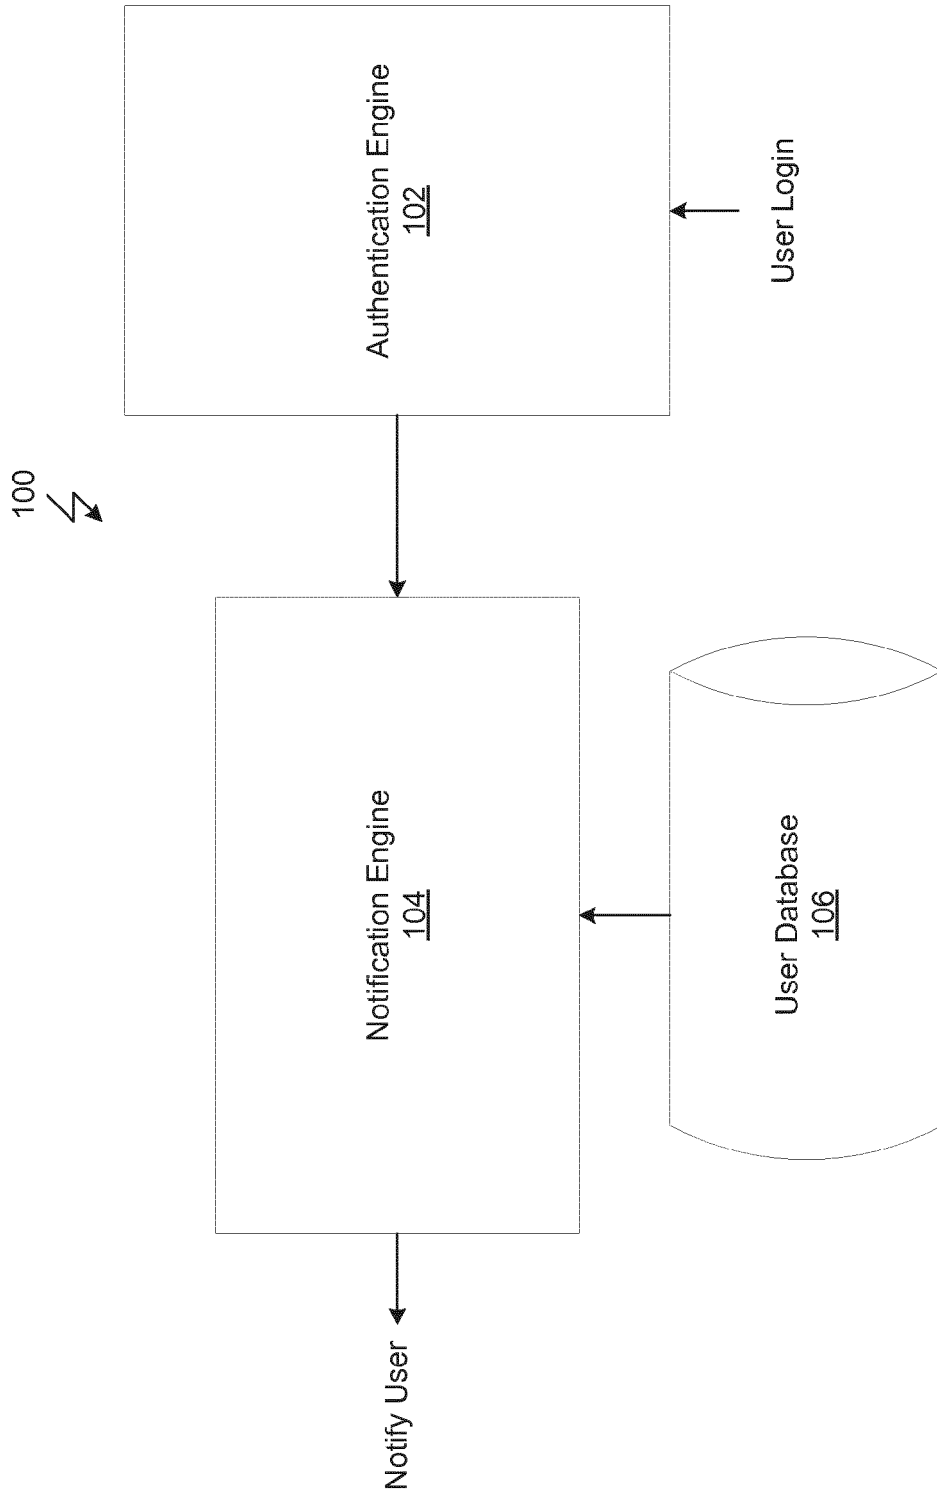 100
Authentication Engine
102
User Login
Notification Engine
104
User Database
106
Notify User